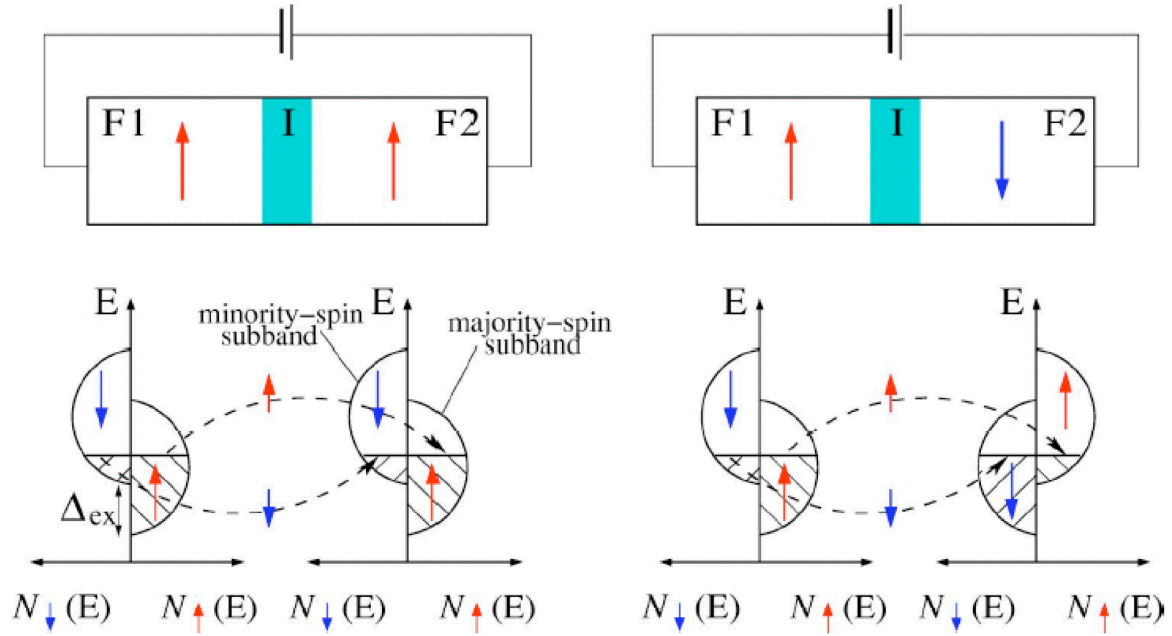 F1 I F2
F1 I F2
E E
minority-spin
subband
majority-spin
subband
Δex
N↓(E) N↑(E) N↓(E) N↑(E)
E E
N↓(E) N↑(E) N↓(E) N↑(E)